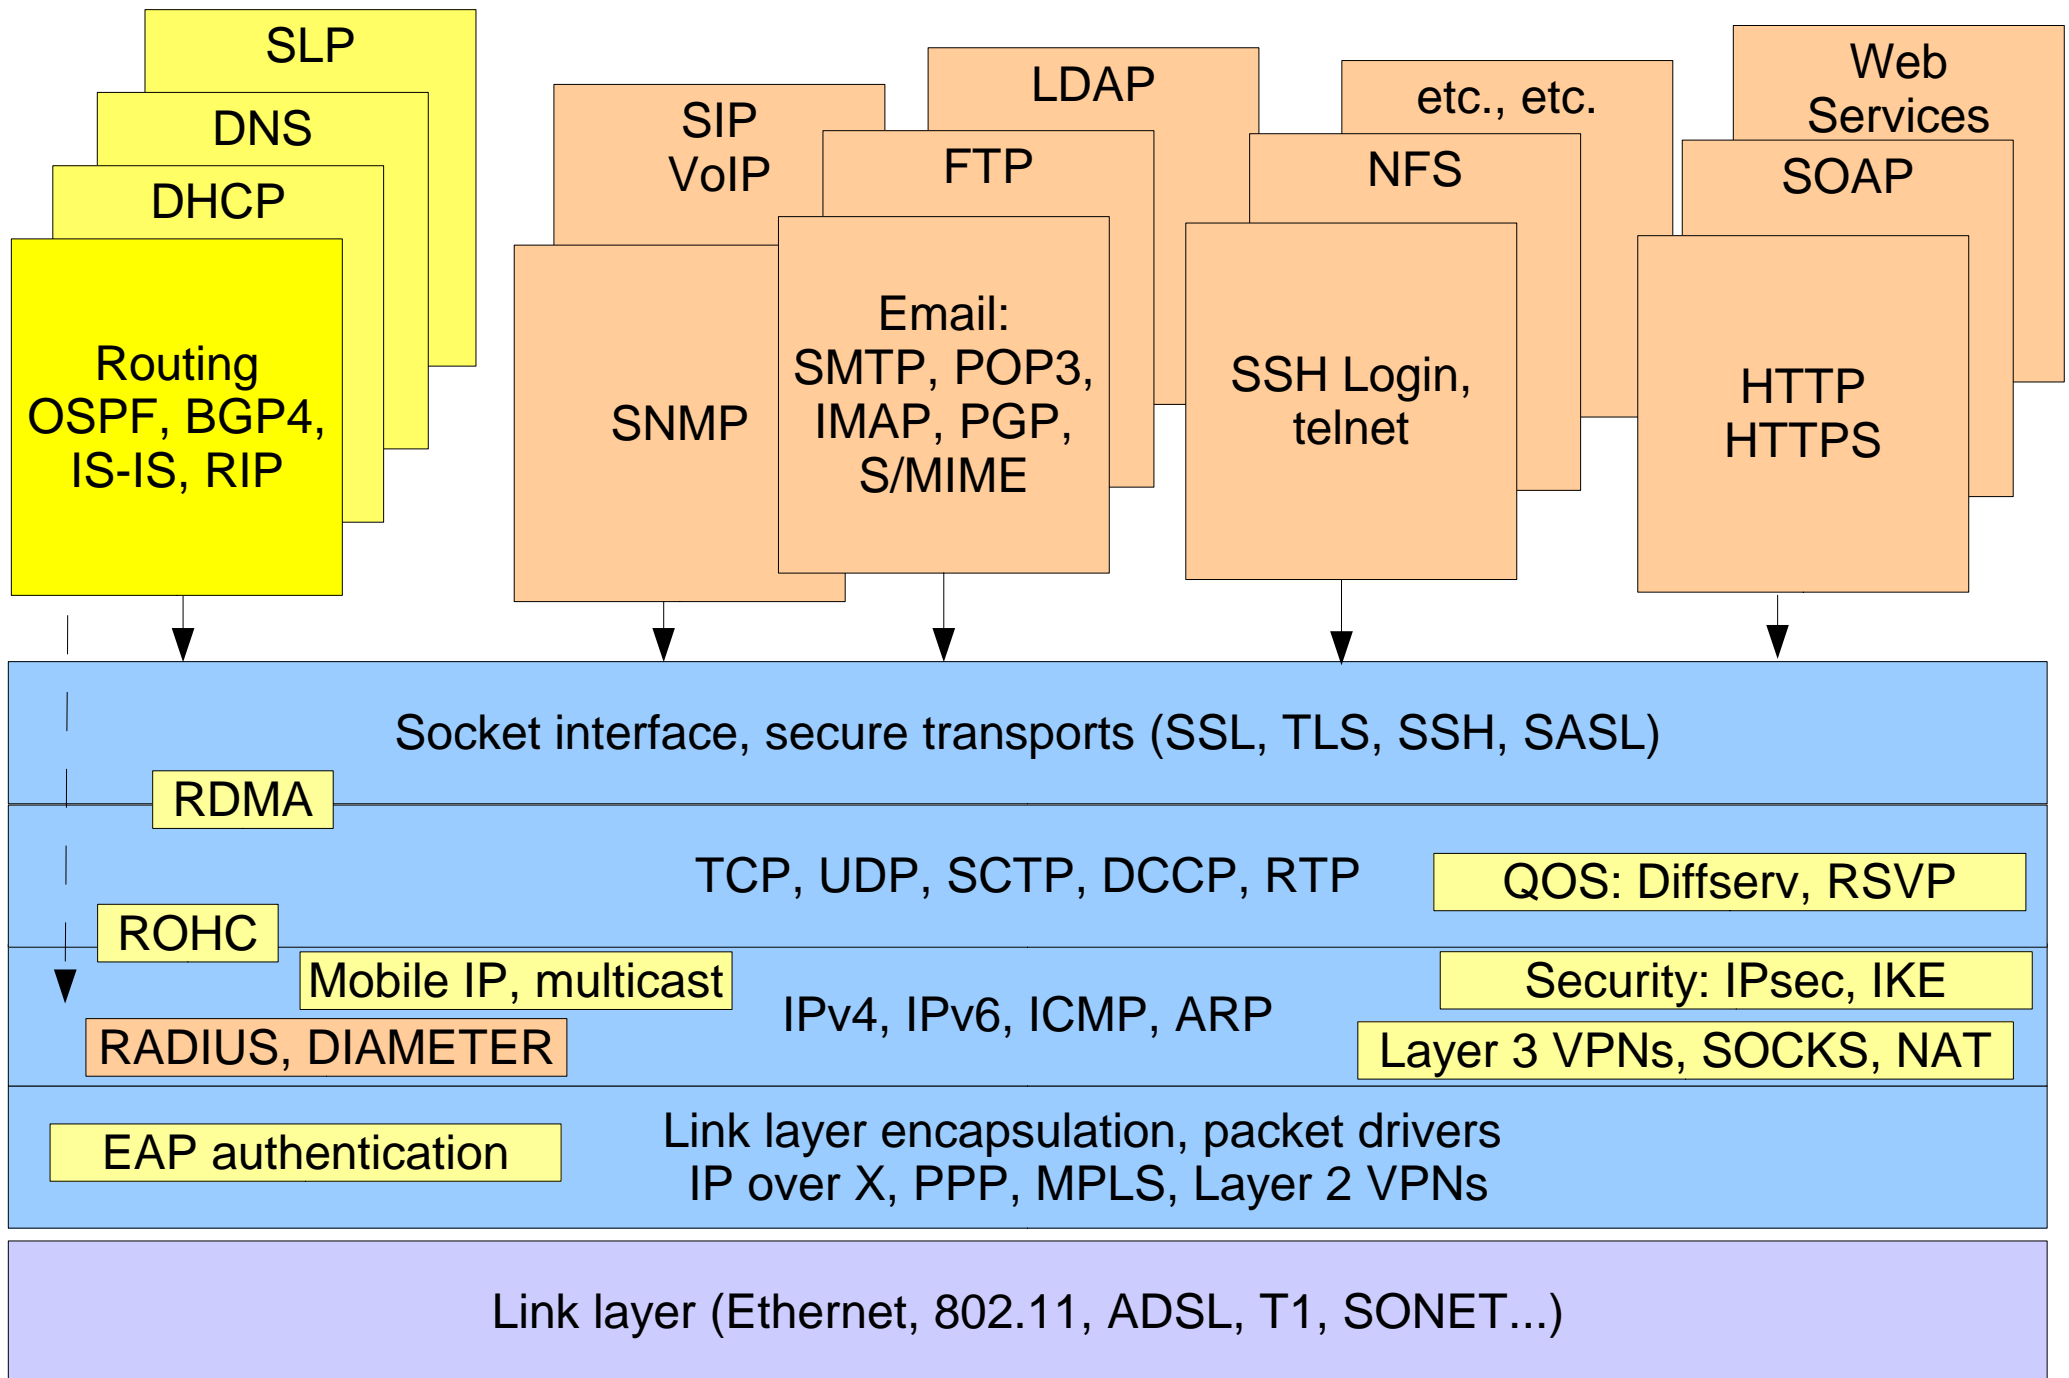 SLP
DNS
DHCP
Routing
OSPF, BGP4,
IS-IS, RIP
SIP
VoIP
SNMP
LDAP
FTP
Email:
SMTP, POP3,
IMAP, PGP,
S/MIME
etc., etc.
NFS
SSH Login,
telnet
Web
Services
SOAP
HTTP
HTTPS
Socket interface, secure transports (SSL, TLS, SSH, SASL)
RDMA
TCP, UDP, SCTP, DCCP, RTP
QOS: Diffserv, RSVP
ROHC
Mobile IP, multicast
IPv4, IPv6, ICMP, ARP
Security: IPsec, IKE
RADIUS, DIAMETER
Layer 3 VPNs, SOCKS, NAT
EAP authentication
Link layer encapsulation, packet drivers
IP over X, PPP, MPLS, Layer 2 VPNs
Link layer (Ethernet, 802.11, ADSL, T1, SONET...)